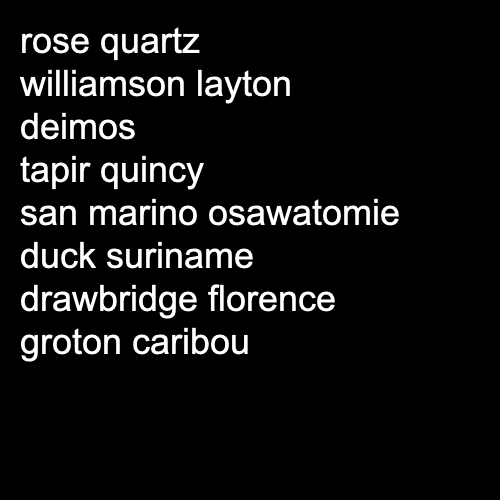 rose quartz
williamson layton
deimos
tapir quincy
san marino osawatomie
duck suriname
drawbridge florence
groton caribou